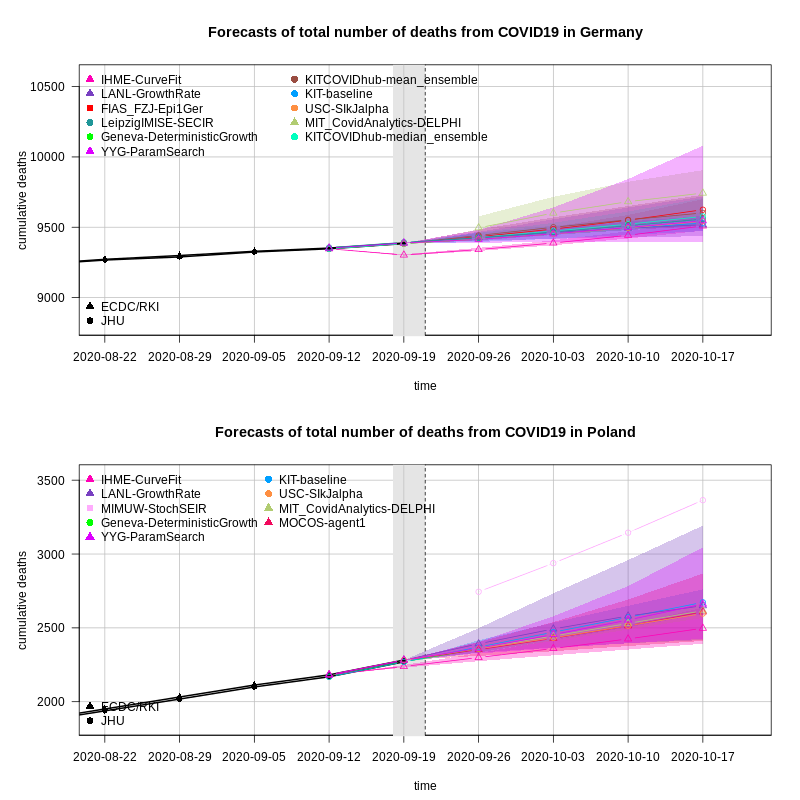 Forecasts of total number of deaths from COVID19 in Germany
cumulative deaths
10500
10000
9500
9000
IHME-CurveFit
LANL-GrowthRate
FIAS_FZJ-Epi1Ger
LeipzigIMISE-SECIR
Geneva-DeterministicGrowth
YYG-ParamSearch
KITCOVIDhub-mean_ensemble
KIT-baseline
USC-SIkJalpha
MIT_CovidAnalytics-DELPHI
KITCOVIDhub-median_ensemble
ECDC/RKI
JHU
2020-08-22 2020-08-29 2020-09-05 2020-09-12 2020-09-19 2020-09-26 2020-10-03 2020-10-10 2020-10-17
time
Forecasts of total number of deaths from COVID19 in Poland
cumulative deaths
3500
3000
2500
2000
IHME-CurveFit
LANL-GrowthRate
MIMUW-StochSEIR
Geneva-DeterministicGrowth
YYG-ParamSearch
KIT-baseline
USC-SIkJalpha
MIT_CovidAnalytics-DELPHI
MOCOS-agent1
ECDC/RKI
JHU
2020-08-22 2020-08-29 2020-09-05 2020-09-12 2020-09-19 2020-09-26 2020-10-03 2020-10-10 2020-10-17
time